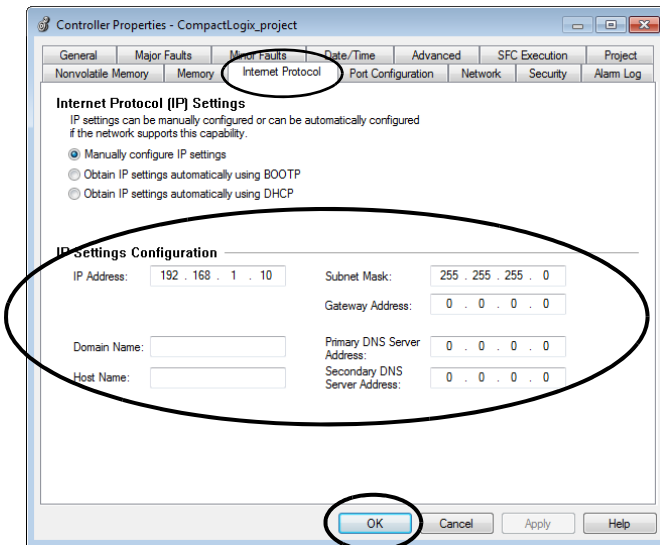 Controller Properties - CompactLogix_project
General Major Faults Minor Faults Date/Time Advanced SFC Execution Project
Nonvolatile Memory Memory Internet Protocol Port Configuration Network Security Alarm Log
Internet Protocol (IP) Settings
IP settings can be manually configured or can be automatically configured
if the network supports this capability.
Manually configure IP settings
Obtain IP settings automatically using BOOTP
Obtain IP settings automatically using DHCP
IP Settings Configuration
IP Address: 192 . 168 . 1 . 10 Subnet Mask: 255 . 255 . 255 . 0
Gateway Address: 0 . 0 . 0 . 0
Domain Name: Primary DNS Server
Address: 0 . 0 . 0 . 0
Host Name: Secondary DNS
Server Address: 0 . 0 . 0 . 0
OK Cancel Apply Help